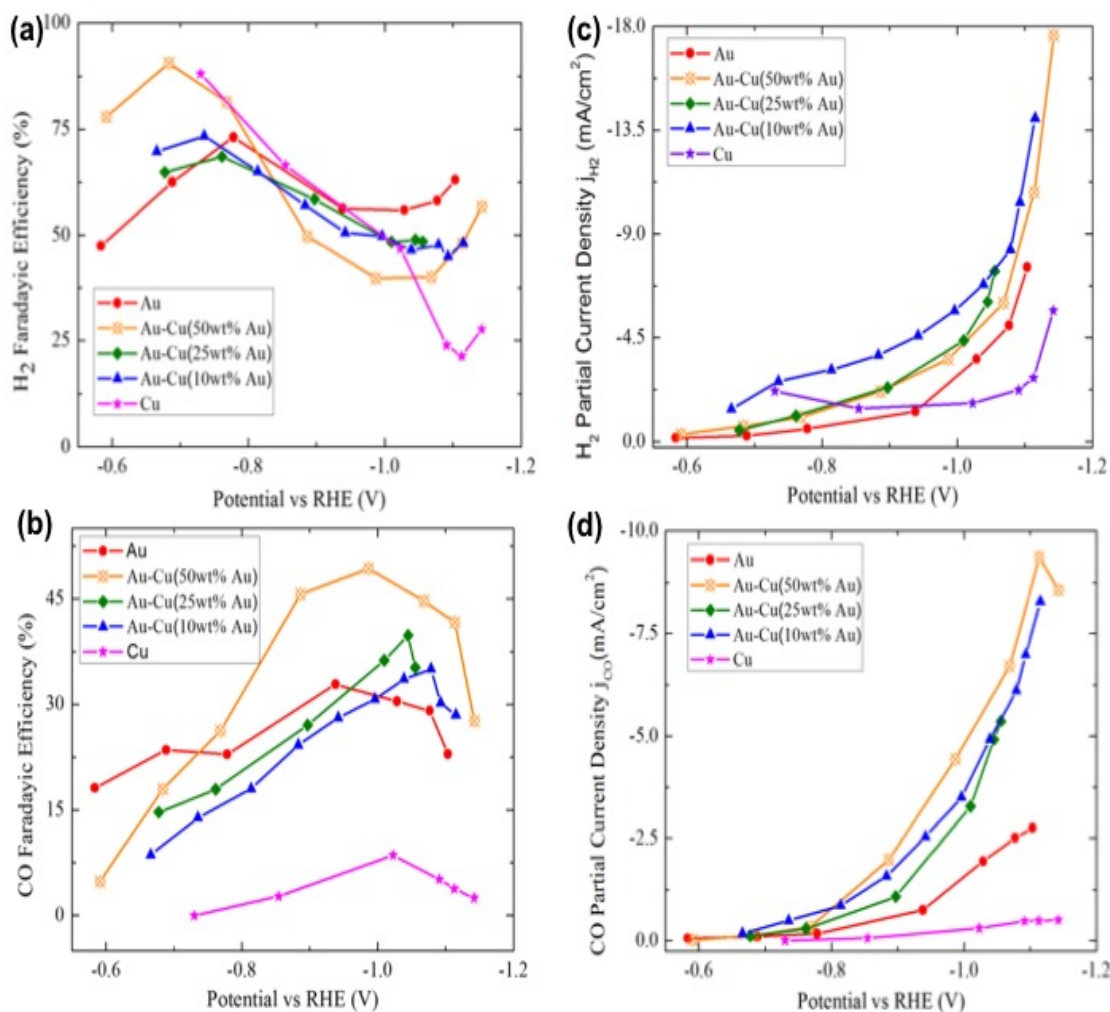 (a)
100
75
50
25
0
H2 Faradayic Efficiency (%)
Au
Au-Cu(50wt% Au)
Au-Cu(25wt% Au)
Au-Cu(10wt% Au)
Cu
-0.6
-0.8
-1.0
-1.2
Potential vs RHE (V)
(c)
-18.0
-13.5
-9.0
-4.5
0.0
H2 Partial Current Density jH2 (mA/cm2)
Au
Au-Cu(50wt% Au)
Au-Cu(25wt% Au)
Au-Cu(10wt% Au)
Cu
-0.6
-0.8
-1.0
-1.2
Potential vs RHE (V)
(b)
45
30
15
0
CO Faradayic Efficiency (%)
Au
Au-Cu(50wt% Au)
Au-Cu(25wt% Au)
Au-Cu(10wt% Au)
Cu
-0.6
-0.8
-1.0
-1.2
Potential vs RHE (V)
(d)
-10.0
-7.5
-5.0
-2.5
0.0
CO Partial Current Density jCO(mA/cm2)
Au
Au-Cu(50wt% Au)
Au-Cu(25wt% Au)
Au-Cu(10wt% Au)
Cu
-0.6
-0.8
-1.0
-1.2
Potential vs RHE (V)